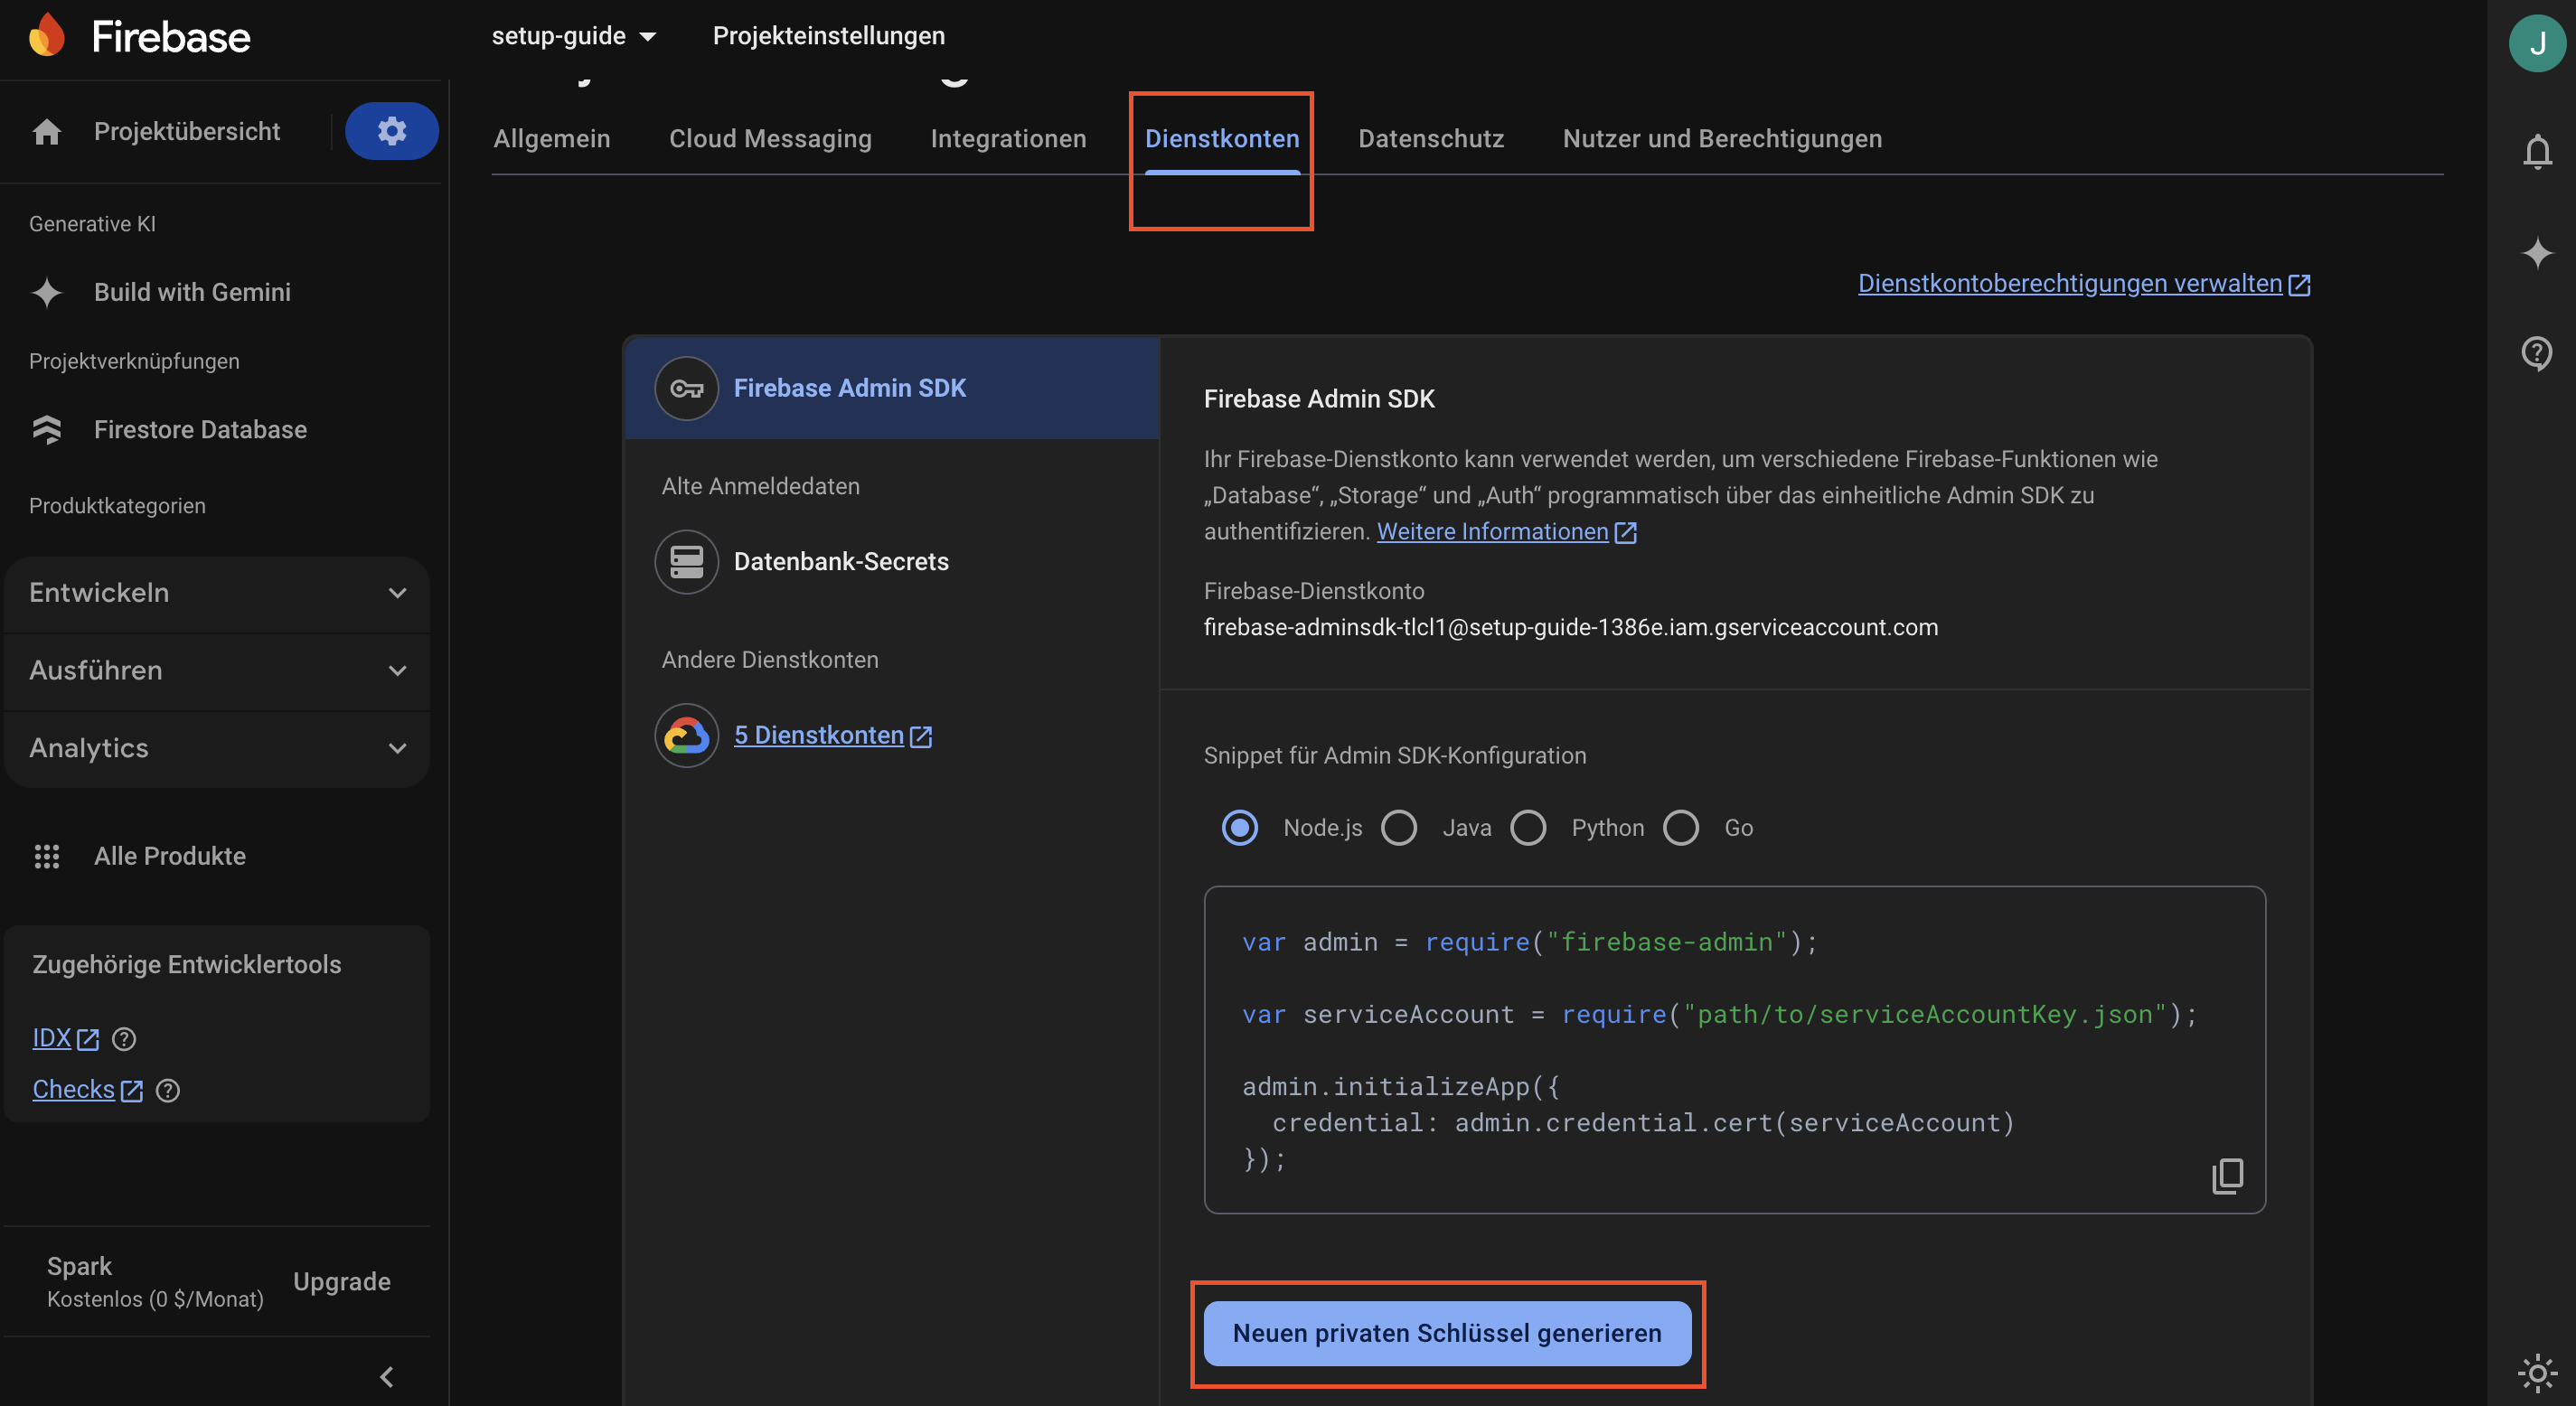 Firebase
setup-guide
Projekteinstellungen
J
Projektübersicht
Generative KI
Build with Gemini
Projektverknüpfungen
Firestore Database
Produktkategorien
Entwickeln
Ausführen
Analytics
Alle Produkte
Zugehörige Entwicklertools
IDX
Checks
Spark
Kostenlos (0 $/Monat)
Upgrade
Allgemein
Cloud Messaging
Integrationen
Dienstkonten
Datenschutz
Nutzer und Berechtigungen
Dienstkontoberechtigungen verwalten
Firebase Admin SDK
Alte Anmeldedaten
Datenbank-Secrets
Andere Dienstkonten
5 Dienstkonten
Firebase Admin SDK
Ihr Firebase-Dienstkonto kann verwendet werden, um verschiedene Firebase-Funktionen wie
„Database“, „Storage“ und „Auth“ programmatisch über das einheitliche Admin SDK zu
authentifizieren. Weitere Informationen
Firebase-Dienstkonto
firebase-adminsdk-tlcl1@setup-guide-1386e.iam.gserviceaccount.com
Snippet für Admin SDK-Konfiguration
Node.js
Java
Python
Go
var admin = require("firebase-admin");
var serviceAccount = require("path/to/serviceAccountKey.json");
admin.initializeApp({
  credential: admin.credential.cert(serviceAccount)
});
Neuen privaten Schlüssel generieren